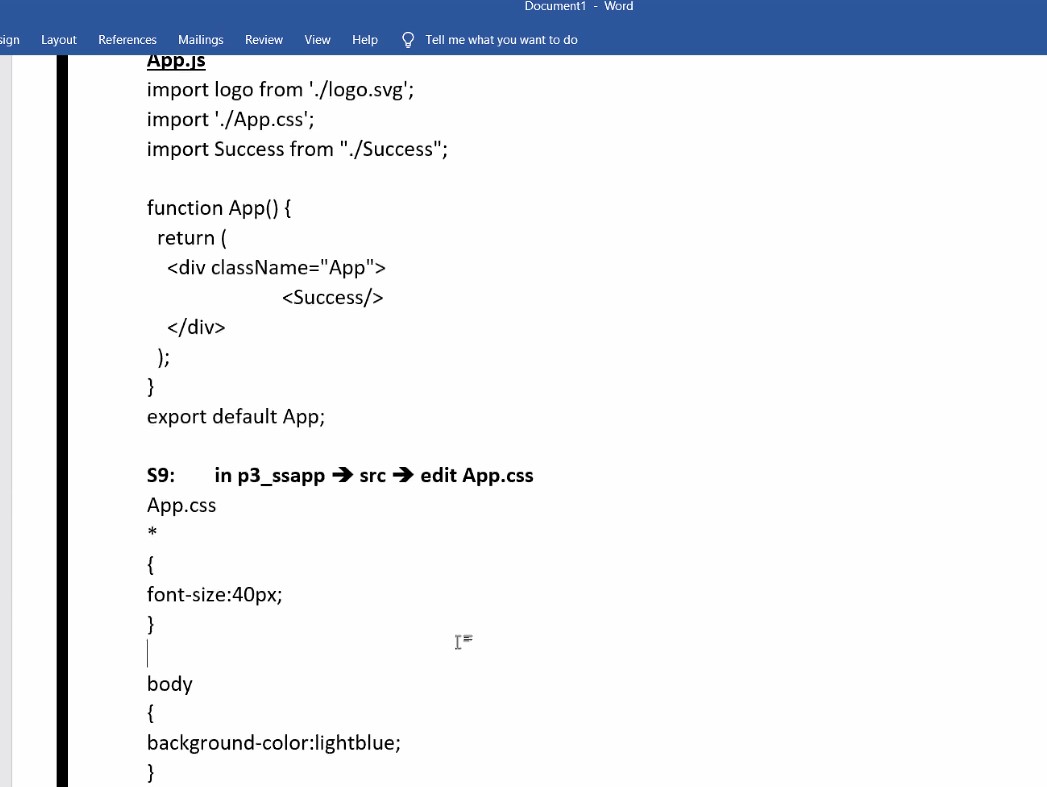 Document1 - Word
sign Layout References Mailings Review View Help Tell me what you want to do
App.js
import logo from './logo.svg';
import './App.css';
import Success from "./Success";
function App() {
return (
<div className="App">
<Success/>
</div>
);
}
export default App;
S9: in p3_ssapp ➔ src ➔ edit App.css
App.css
*
{
font-size:40px;
}
body
{
background-color:lightblue;
}